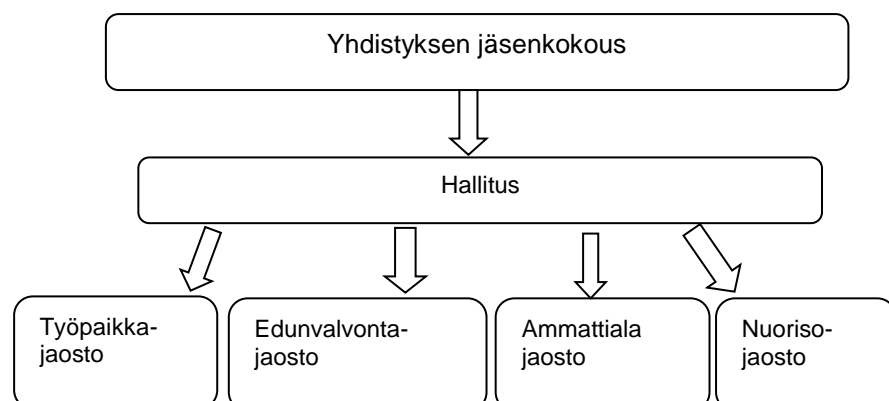 Yhdistyksen jäsenkokous
Hallitus
Työpaikka-
jaosto
Edunvalvonta-
jaosto
Ammattiala
jaosto
Nuoriso-
jaosto